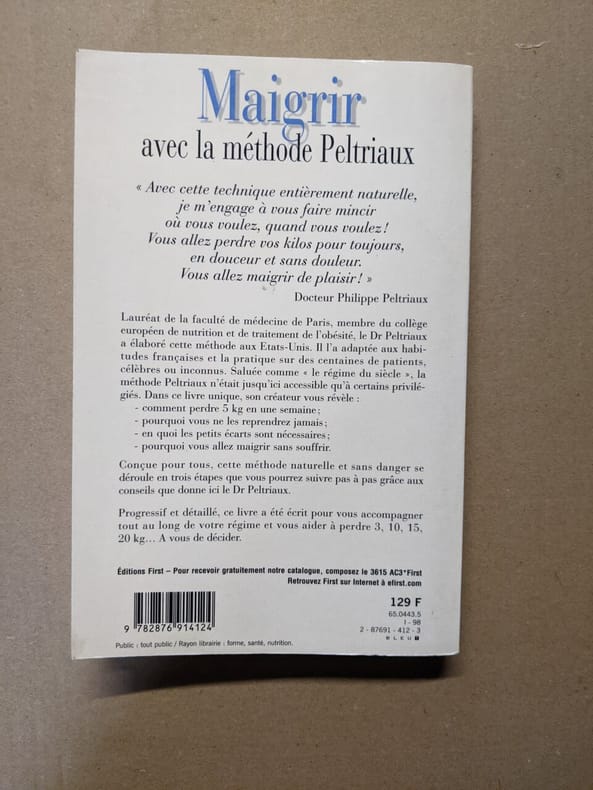 Maigrir
avec la méthode Peltriaux
« Avec cette technique entièrement naturelle,
je m'engage à vous faire mincir
où vous voulez, quand vous voulez !
Vous allez perdre vos kilos pour toujours,
en douceur et sans douleur.
Vous allez maigrir de plaisir ! »
Docteur Philippe Peltriaux
Lauréat de la faculté de médecine de Paris, membre du collège
européen de nutrition et de traitement de l'obésité, le Dr Peltriaux
a élaboré cette méthode aux Etats-Unis. Il l'a adaptée aux habi-
tudes françaises et la pratique sur des centaines de patients,
célèbres ou inconnus. Saluée comme « le régime du siècle », la
méthode Peltriaux n'était jusqu'ici accessible qu'à certains privilé-
giés. Dans ce livre unique, son créateur vous révèle :
- comment perdre 5 kg en une semaine ;
- pourquoi vous ne les reprendrez jamais ;
- en quoi les petits écarts sont nécessaires ;
- pourquoi vous allez maigrir sans souffrir.
Conçue pour tous, cette méthode naturelle et sans danger se
déroule en trois étapes que vous pourrez suivre pas à pas grâce aux
conseils que donne ici le Dr Peltriaux.
Progressif et détaillé, ce livre a été écrit pour vous accompagner
tout au long de votre régime et vous aider à perdre 3, 10, 15,
20 kg... A vous de décider.
Éditions First – Pour recevoir gratuitement notre catalogue, composez le 3615 AC3*First
Retrouvez First sur Internet à efirst.com
129 F
65.0443.5
I - 98
2 - 87691 - 412 - 3
BLEU T
9 782876 914124
Public : tout public / Rayon librairie : forme, santé, nutrition.